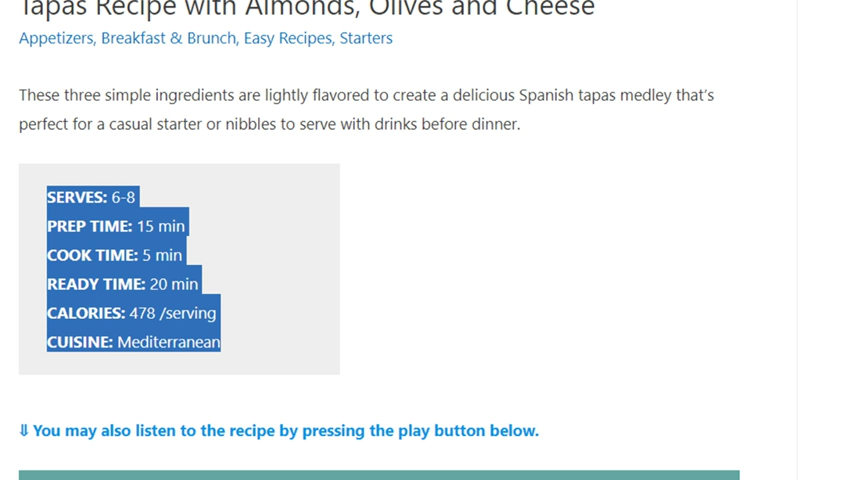 Tapas Recipe with Almonds, Olives and Cheese
Appetizers, Breakfast & Brunch, Easy Recipes, Starters
These three simple ingredients are lightly flavored to create a delicious Spanish tapas medley that's
perfect for a casual starter or nibbles to serve with drinks before dinner.
SERVES: 6-8
PREP TIME: 15 min
COOK TIME: 5 min
READY TIME: 20 min
CALORIES: 478 /serving
CUISINE: Mediterranean
⇓ You may also listen to the recipe by pressing the play button below.